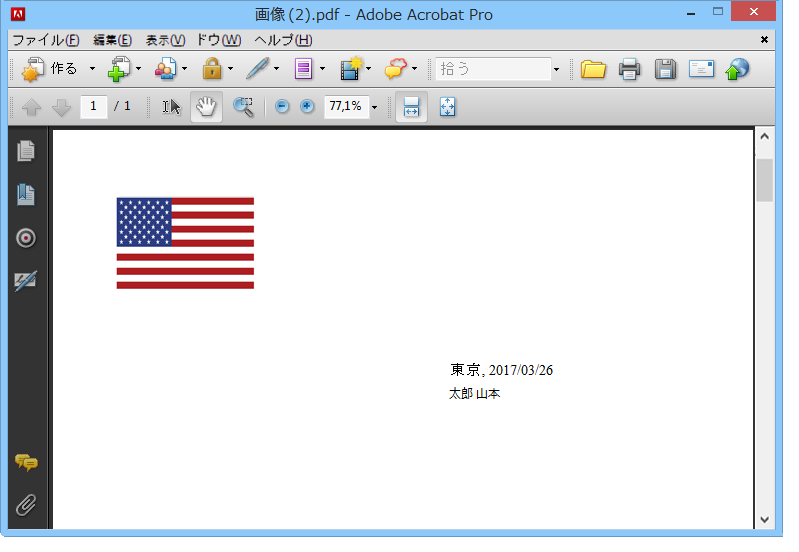 画像 (2).pdf - Adobe Acrobat Pro
ファイル(F) 編集(E) 表示(V) ドウ(W) ヘルプ(H)
作る 拾う
1 / 1 77,1%
東京, 2017/03/26
太郎 山本